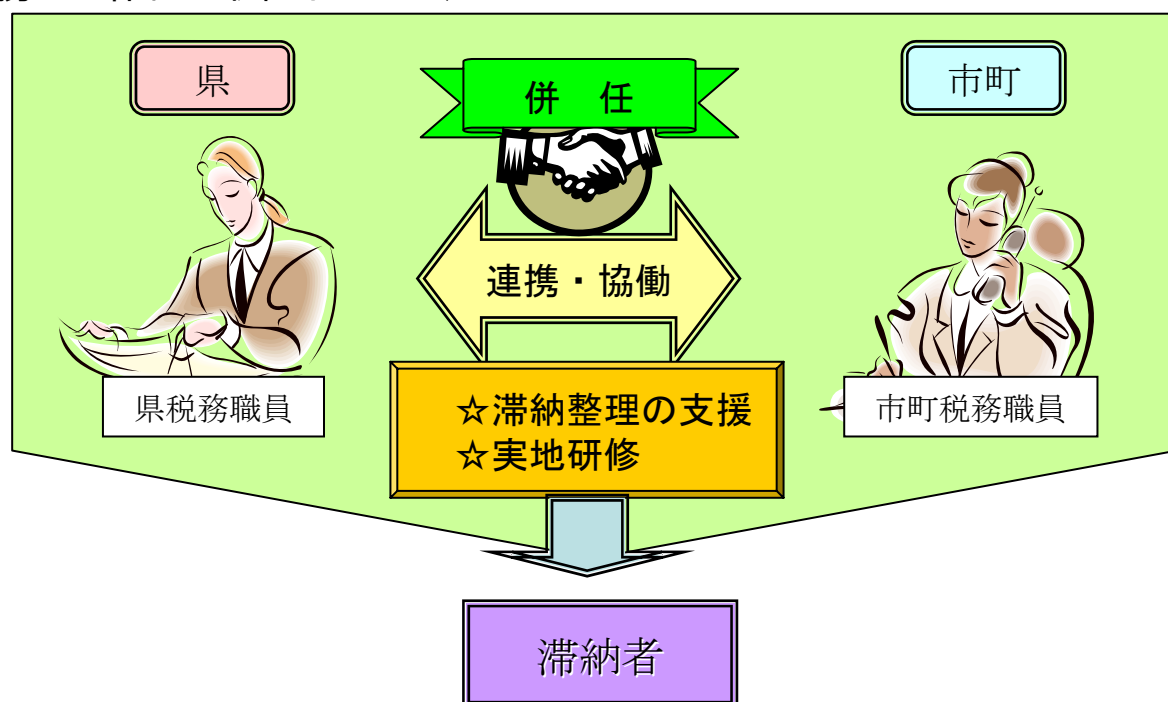 県
併 任
市町
連携・協働
県税務職員
市町税務職員
☆滞納整理の支援
☆実地研修
滞納者